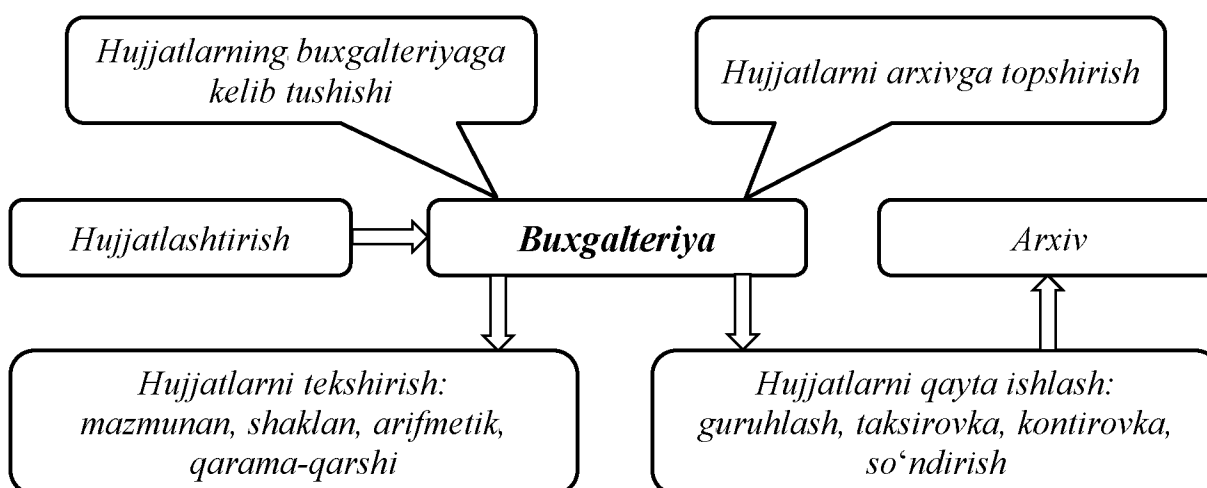 Hujjatlarning buxgalteriyaga
kelib tushishi
Hujjatlarni arxivga topshirish
Hujjatlashtirish
Buxgalteriya
Arxiv
Hujjatlarni tekshirish:
mazmunan, shaklan, arifmetik,
qarama-qarshi
Hujjatlarni qayta ishlash:
guruhlash, taksirovka, kontirovka,
so‘ndirish